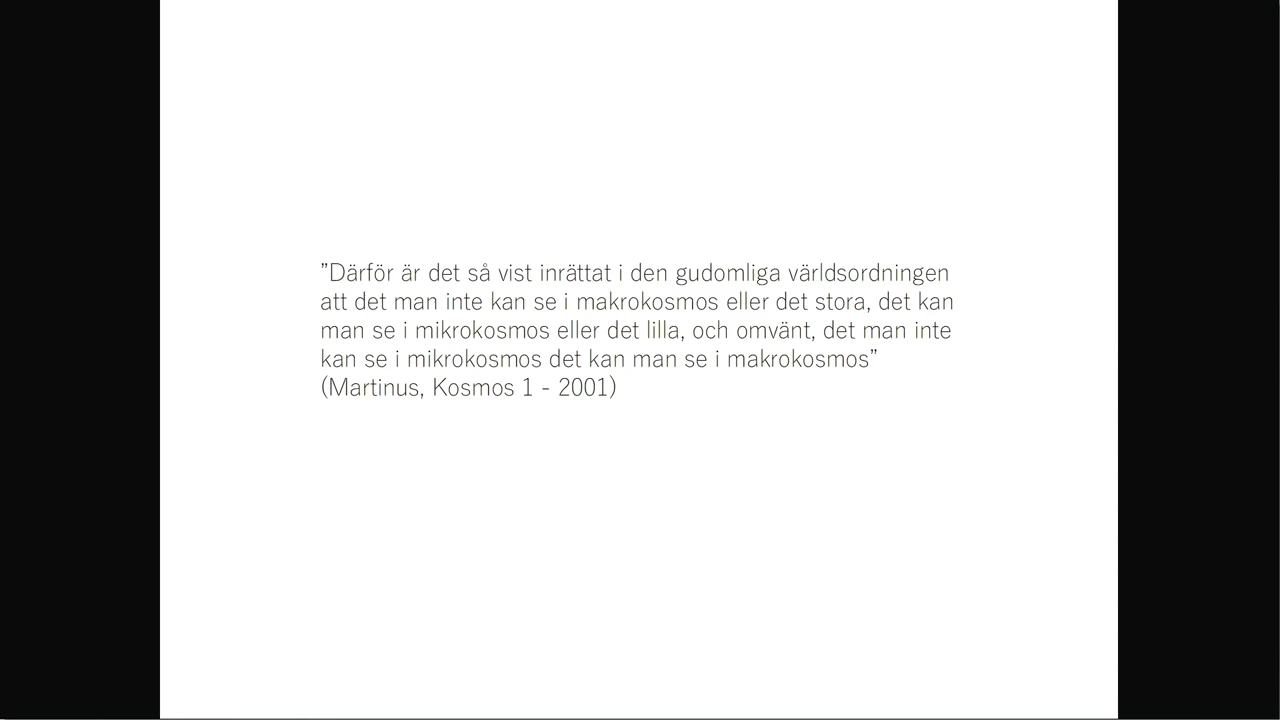 ”Därför är det så vist inrättat i den gudomliga världsordningen
att det man inte kan se i makrokosmos eller det stora, det kan
man se i mikrokosmos eller det lilla, och omvänt, det man inte
kan se i mikrokosmos det kan man se i makrokosmos”
(Martinus, Kosmos 1 - 2001)